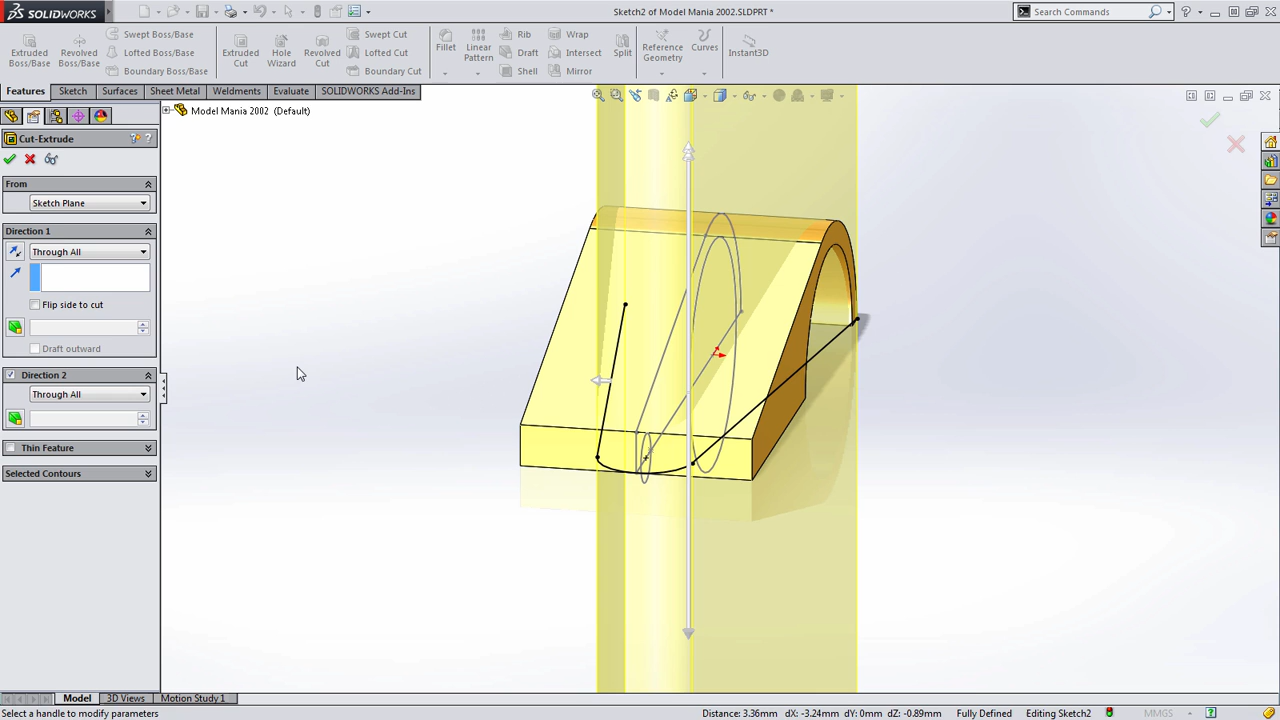 SOLIDWORKS
Sketch2 of Model Mania 2002.SLDPRT *
Search Commands
Extruded Boss/Base
Revolved Boss/Base
Swept Boss/Base
Lofted Boss/Base
Boundary Boss/Base
Extruded Cut
Hole Wizard
Revolved Cut
Swept Cut
Lofted Cut
Boundary Cut
Fillet
Linear Pattern
Rib
Draft
Shell
Wrap
Intersect
Mirror
Split
Reference Geometry
Curves
Instant3D
Features
Sketch
Surfaces
Sheet Metal
Weldments
Evaluate
SOLIDWORKS Add-Ins
Model Mania 2002 (Default)
Cut-Extrude
From
Sketch Plane
Direction 1
Through All
Flip side to cut
Draft outward
Direction 2
Through All
Thin Feature
Selected Contours
Model
3D Views
Motion Study 1
Select a handle to modify parameters
Distance: 3.36mm dX: -3.24mm dY: 0mm dZ: -0.89mm
Fully Defined
Editing Sketch2
MMGS